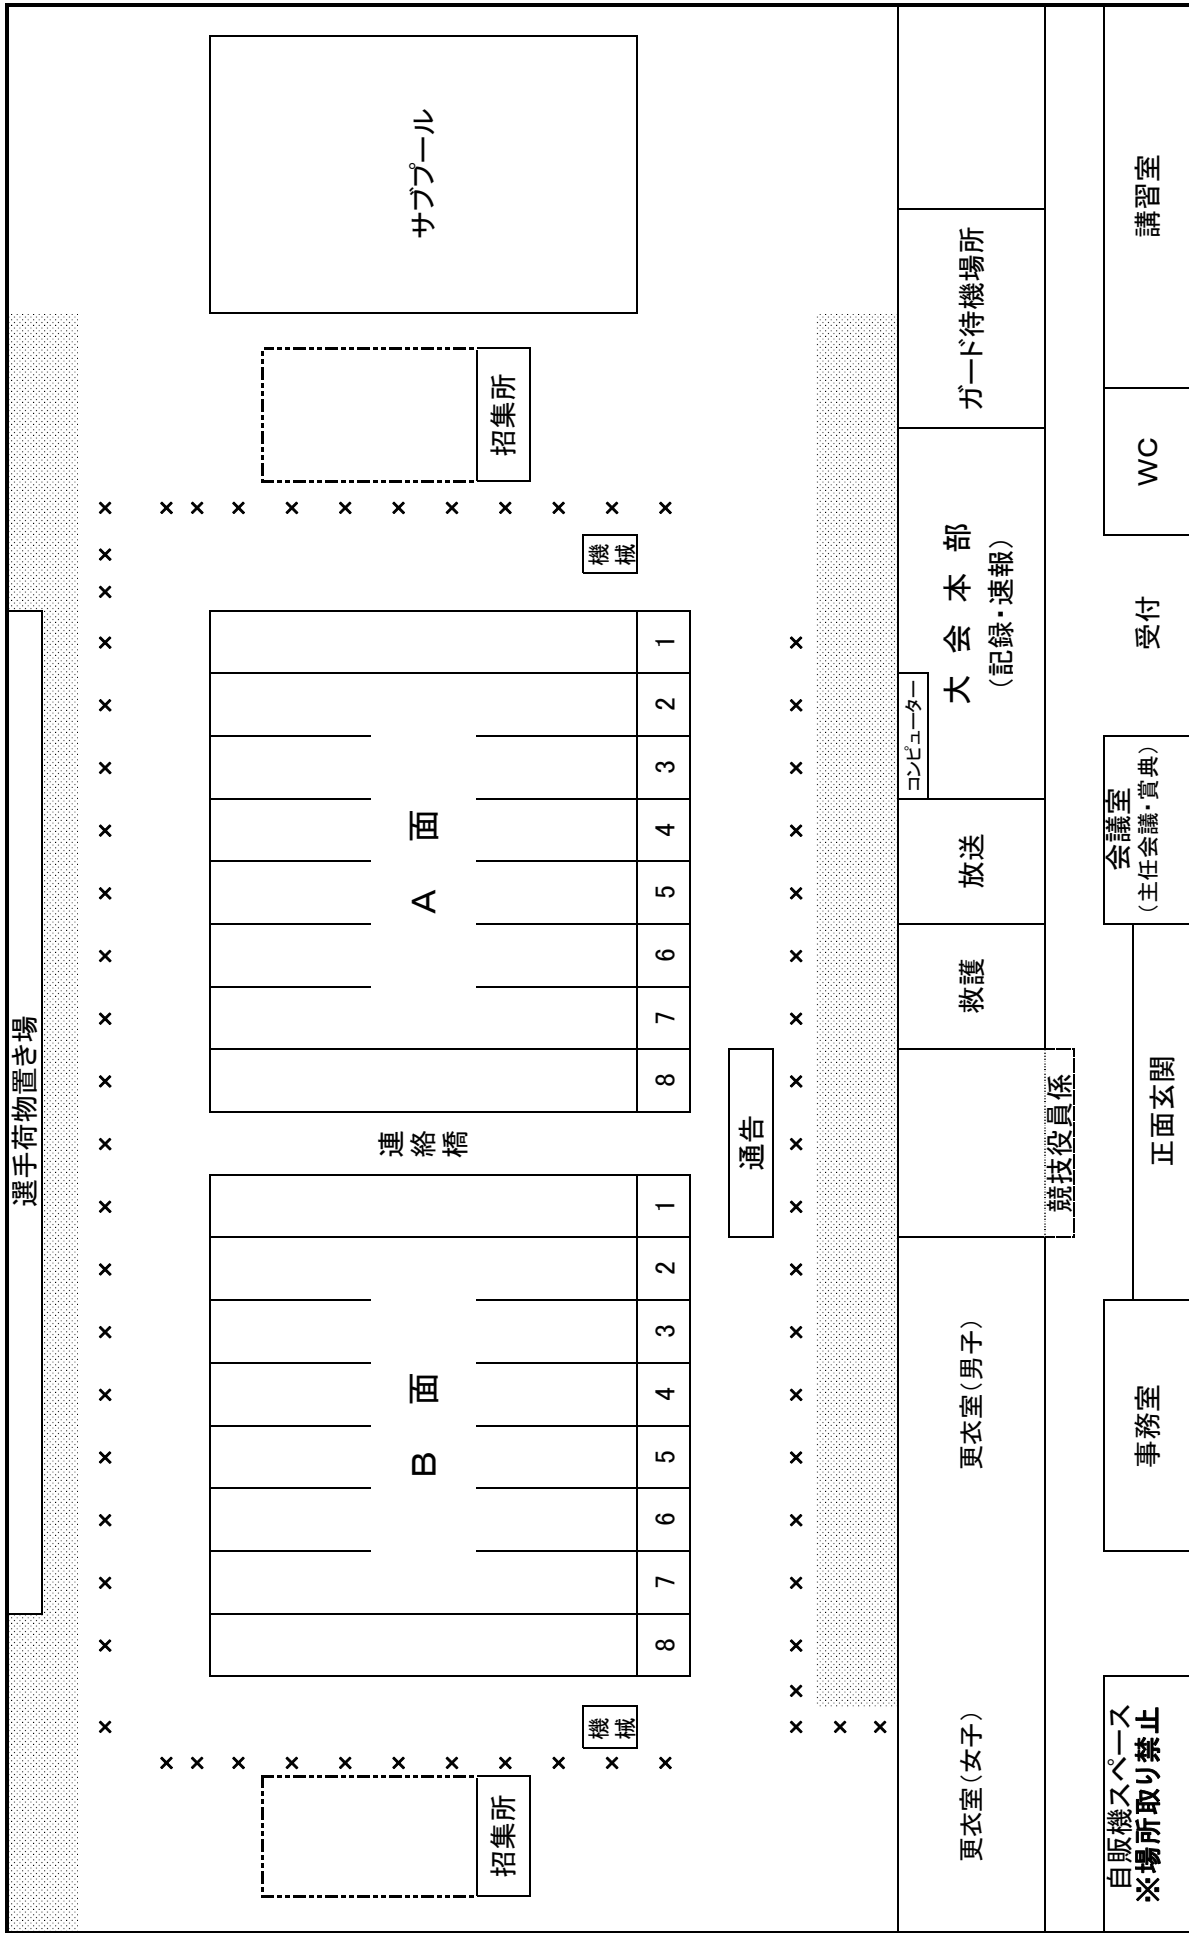 選手荷物置き場
B 面
連
絡
橋
A 面
サブプール
招集所
招集所
機
械
機
械
8 7 6 5 4 3 2 1
8 7 6 5 4 3 2 1
通告
更衣室(女子)
更衣室(男子)
競技役員係
救護
放送
コンピューター
大 会 本 部
(記録・速報)
ガード待機場所
自販機スペース
※場所取り禁止
事務室
正面玄関
会議室
(主任会議・賞典)
受付
WC
講習室